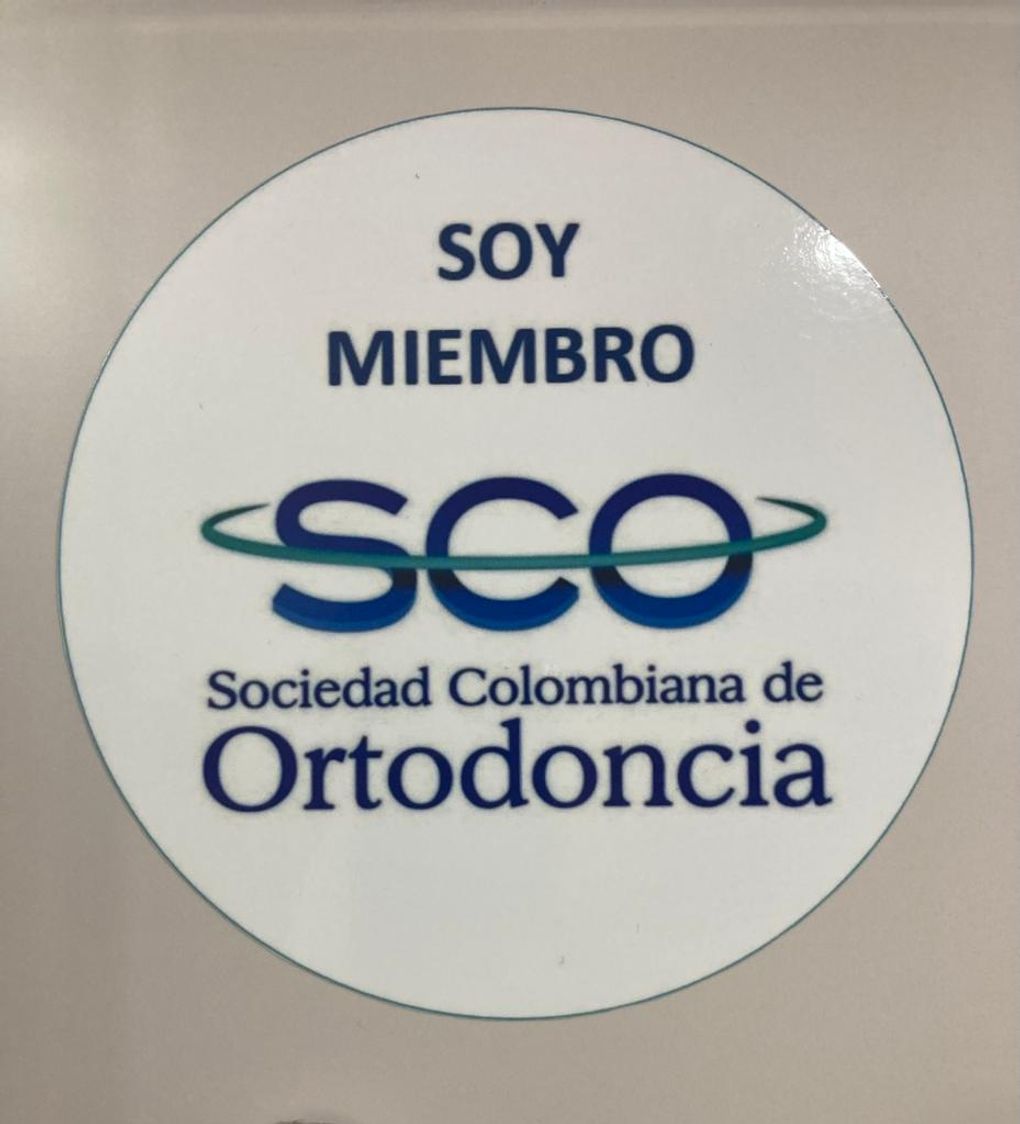 SOY
MIEMBRO
SCO
Sociedad Colombiana de
Ortodoncia